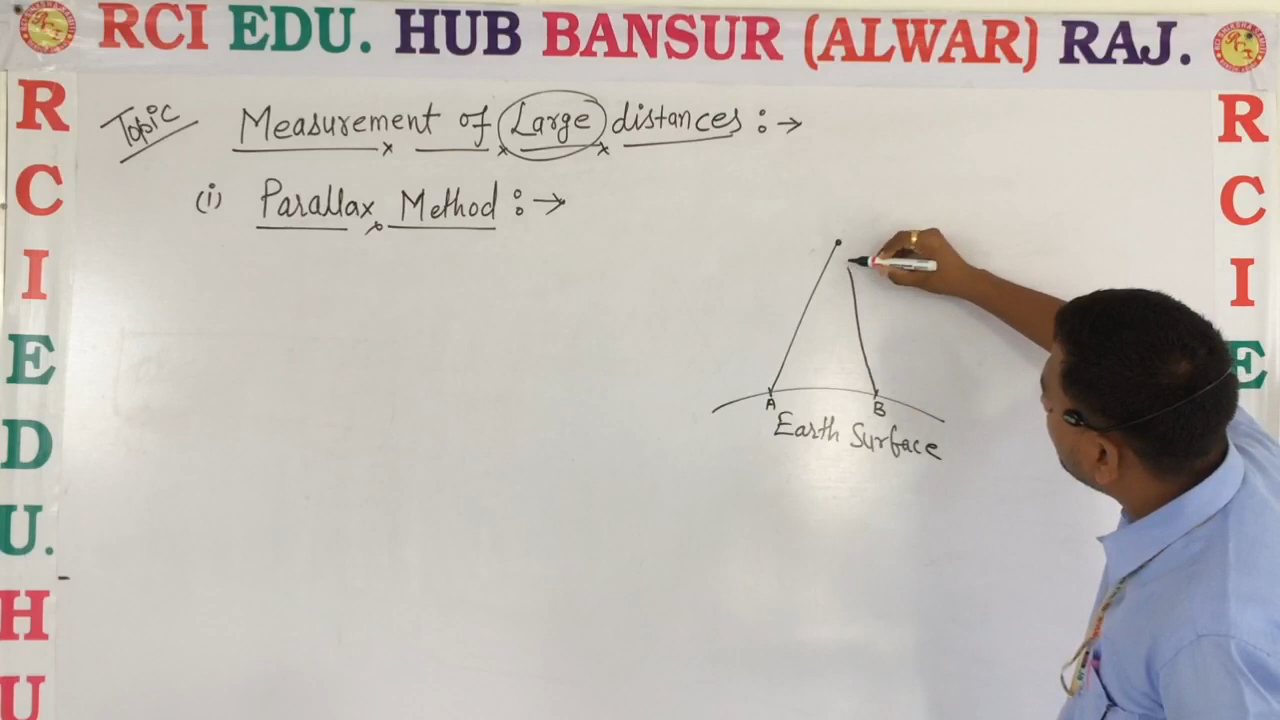 RCI EDU. HUB BANSUR (ALWAR) RAJ.
R
C
I
E
D
U.
H
U
Topic Measurement of Large distances :→
(i) Parallax Method :→
A B
Earth Surface
R
C
I
E